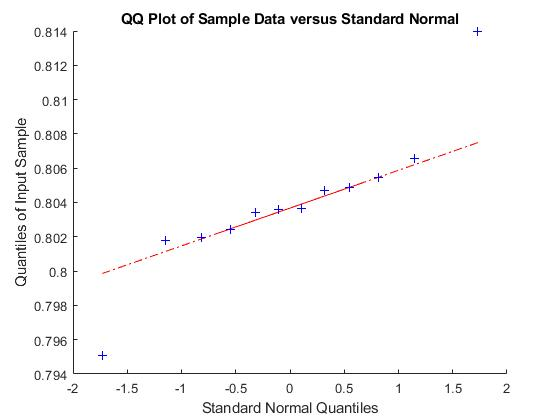 QQ Plot of Sample Data versus Standard Normal
0.814
0.812
0.81
0.808
0.806
0.804
0.802
0.8
0.798
0.796
0.794
Quantiles of Input Sample
-2 -1.5 -1 -0.5 0 0.5 1 1.5 2
Standard Normal Quantiles